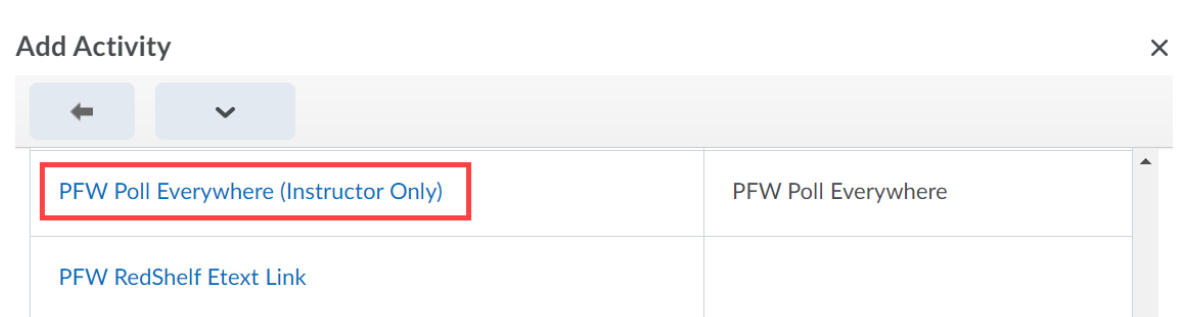 Add Activity
PFW Poll Everywhere (Instructor Only)
PFW Poll Everywhere
PFW RedShelf Etext Link